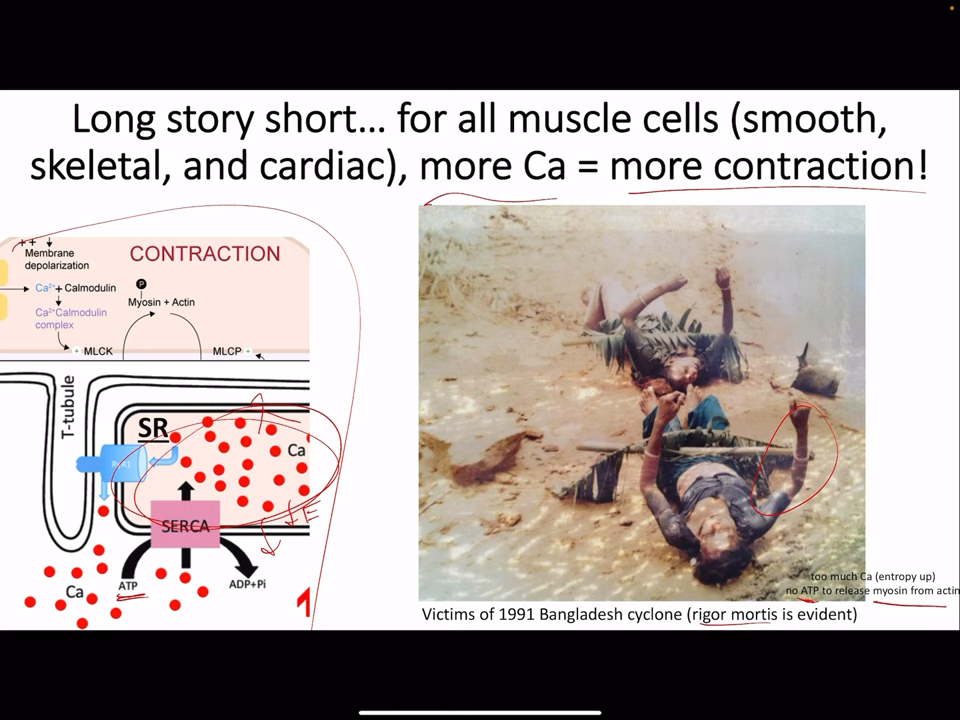 Long story short... for all muscle cells (smooth,
skeletal, and cardiac), more Ca = more contraction!
++
Membrane
depolarization
CONTRACTION
P
Ca²⁺ + Calmodulin
Myosin + Actin
Ca²⁺Calmodulin
complex
+ MLCK
MLCP +
T-tubule
SR
Ca
SERCA
ATP
ADP+Pi
Ca
1
too much Ca (entropy up)
no ATP to release myosin from actin
Victims of 1991 Bangladesh cyclone (rigor mortis is evident)